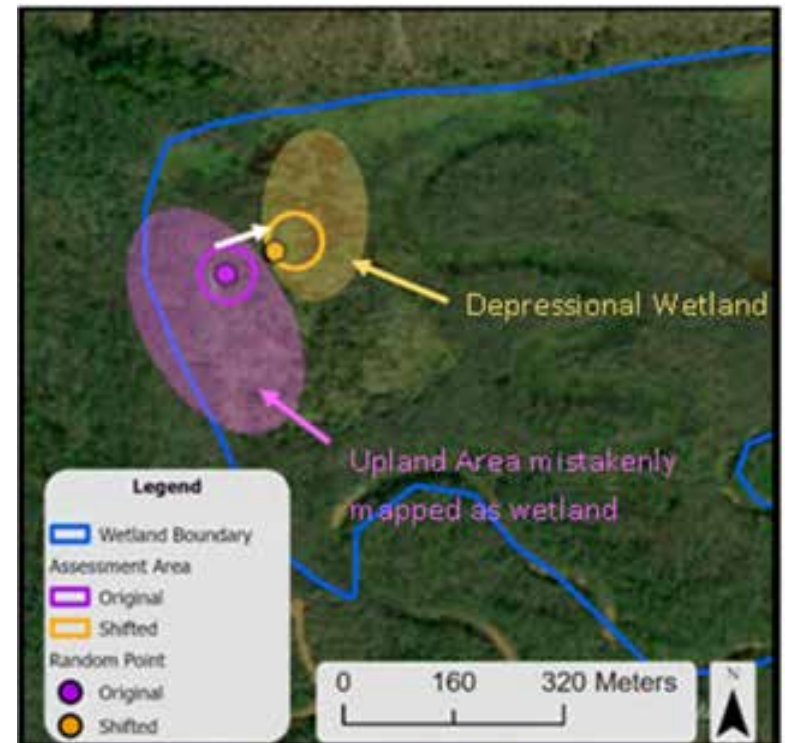 Depressional Wetland
Upland Area mistakenly
mapped as wetland
Legend
Wetland Boundary
Assessment Area
Original
Shifted
Random Point
Original
Shifted
0 160 320 Meters
N